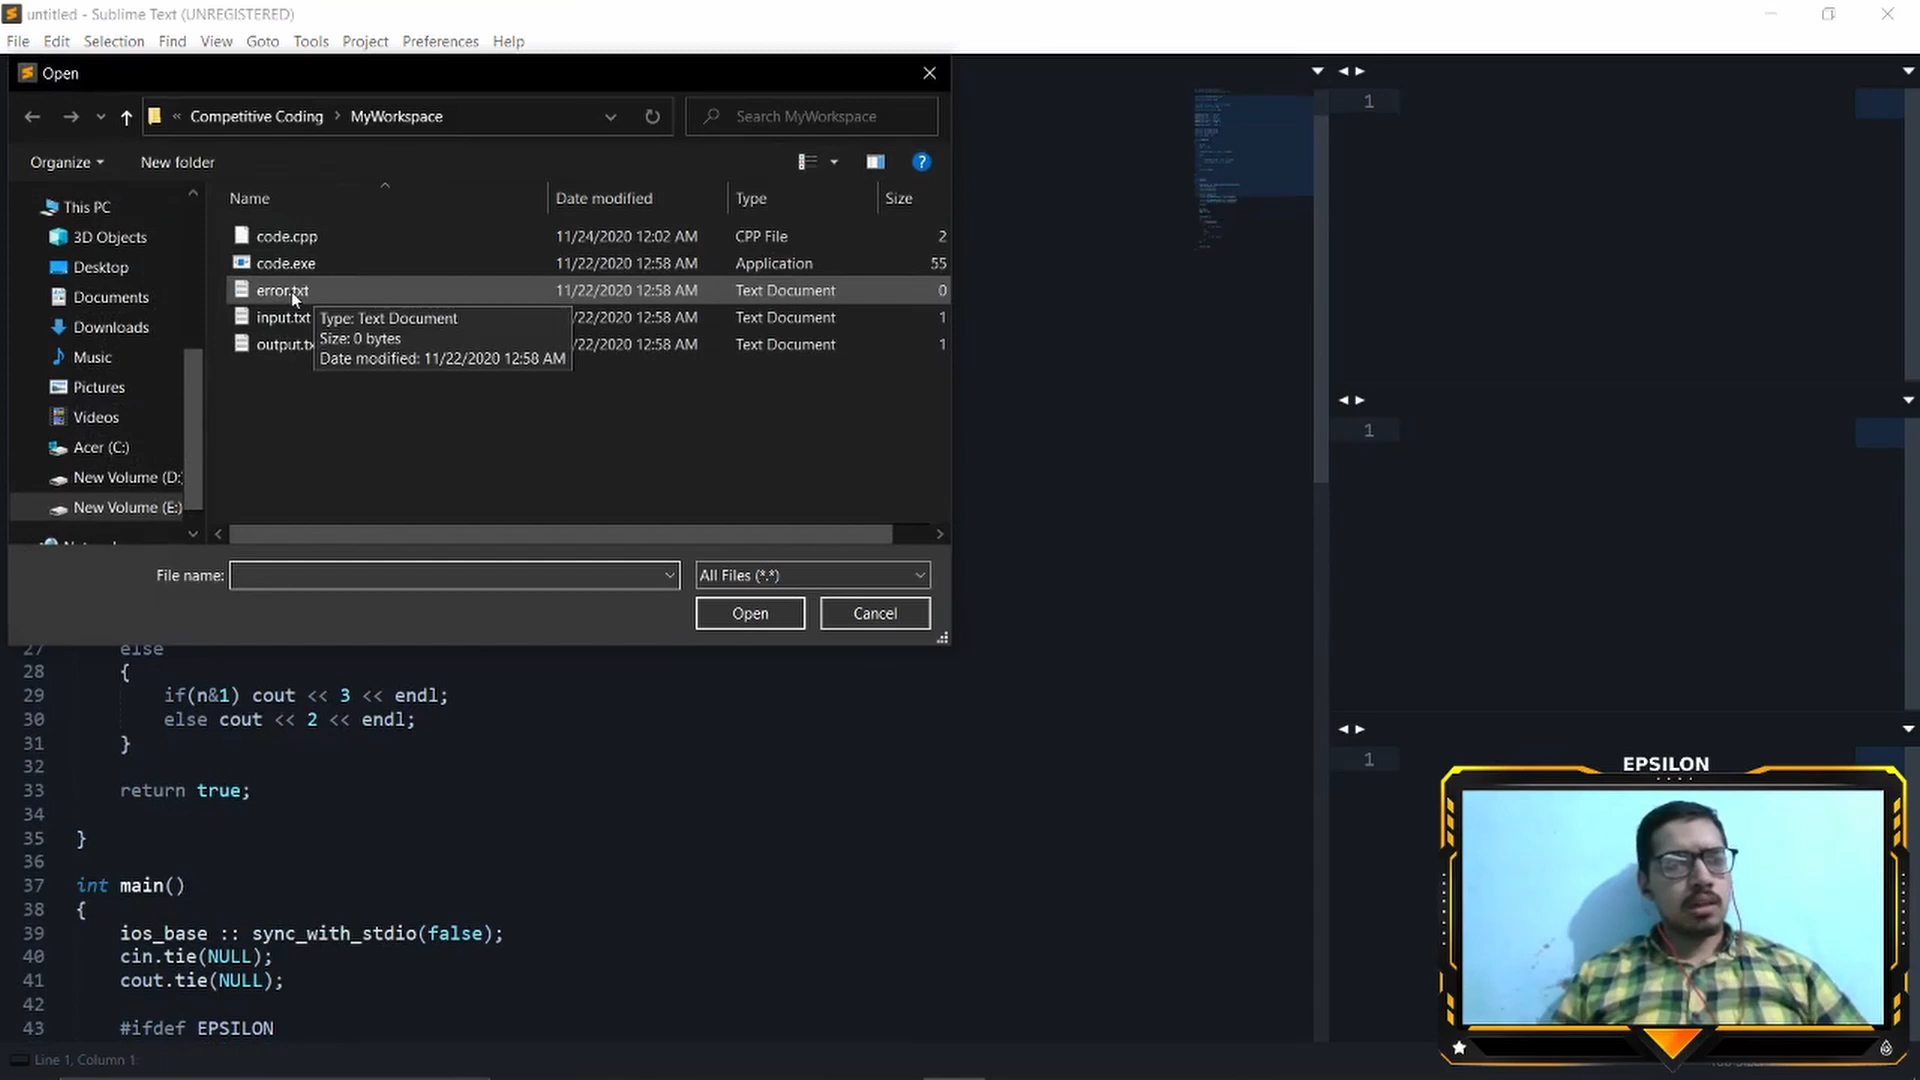 untitled - Sublime Text (UNREGISTERED)
File Edit Selection Find View Goto Tools Project Preferences Help
Open
« Competitive Coding > MyWorkspace
Search MyWorkspace
Organize New folder
Name Date modified Type Size
This PC
3D Objects
Desktop
Documents
Downloads
Music
Pictures
Videos
Acer (C:)
New Volume (D:)
New Volume (E:)
code.cpp 11/24/2020 12:02 AM CPP File 2
code.exe 11/22/2020 12:58 AM Application 55
error.txt 11/22/2020 12:58 AM Text Document 0
input.txt /22/2020 12:58 AM Text Document 1
output.tx /22/2020 12:58 AM Text Document 1
Type: Text Document
Size: 0 bytes
Date modified: 11/22/2020 12:58 AM
File name: All Files (*.*)
Open Cancel
1
1
1
27 else
28 {
29 if(n&1) cout << 3 << endl;
30 else cout << 2 << endl;
31 }
32
33 return true;
34
35 }
36
37 int main()
38 {
39 ios_base :: sync_with_stdio(false);
40 cin.tie(NULL);
41 cout.tie(NULL);
42
43 #ifdef EPSILON
Line 1, Column 1
EPSILON